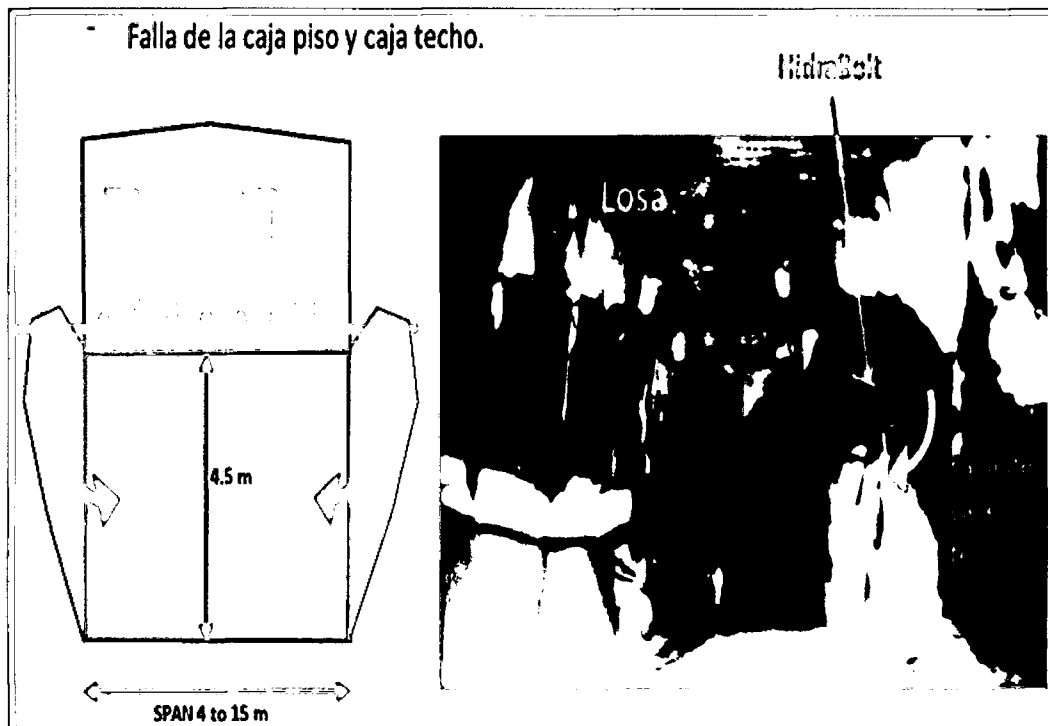 - Falla de la caja piso y caja techo.
HidraBolt
Losa
4.5 m
SPAN 4 to 15 m